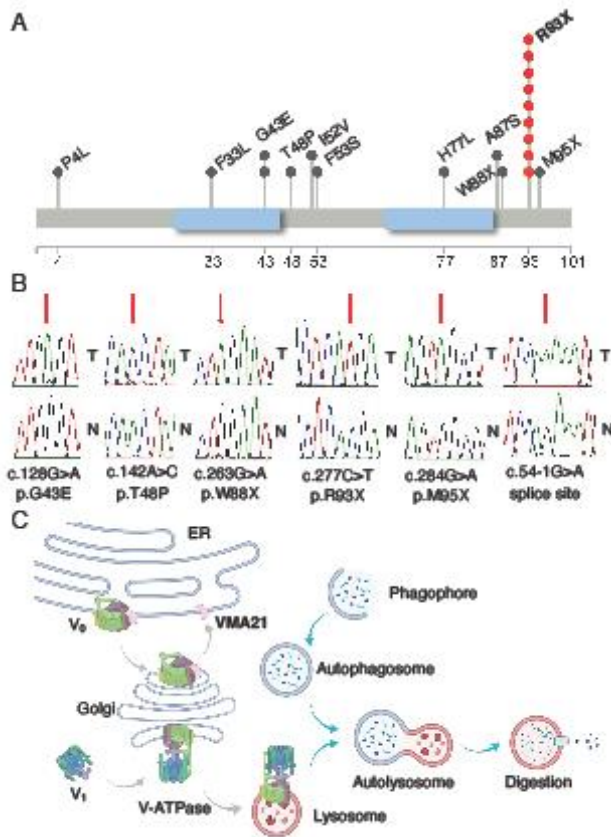 A
R93X
G43E
I52V
A87S
P4L
F33L
T48P
F53S
H77L
W88X
M95X
4 23 43 48 52 77 87 93 101
B
T T T T T T
N N N N N N
c.128G>A c.142A>C c.263G>A c.277C>T c.284G>A c.54-1G>A
p.G43E p.T48P p.W88X p.R93X p.M95X splice site
C
ER
Phagophore
V0
VMA21
Autophagosome
Golgi
V1
V-ATPase
Lysosome
Autolysosome
Digestion